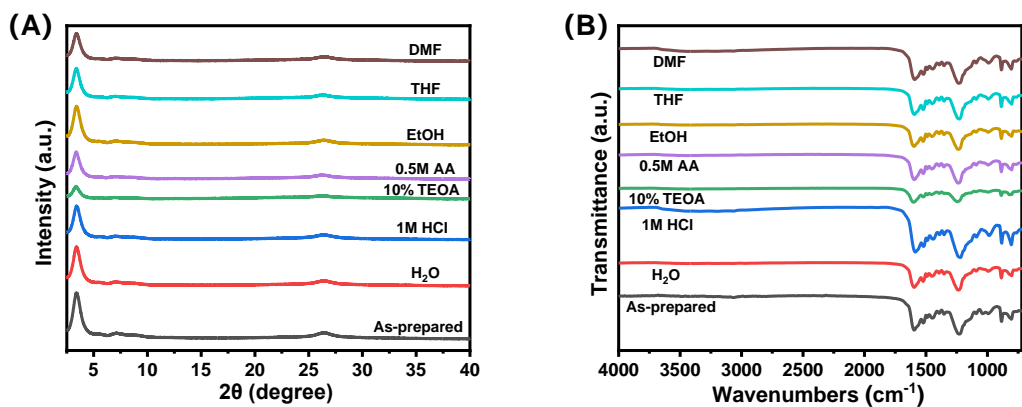 (A)
Intensity (a.u.)
DMF
THF
EtOH
0.5M AA
10% TEOA
1M HCl
H₂O
As-prepared
5 10 15 20 25 30 35 40
2θ (degree)
(B)
Transmittance (a.u.)
DMF
THF
EtOH
0.5M AA
10% TEOA
1M HCl
H₂O
As-prepared
4000 3500 3000 2500 2000 1500 1000
Wavenumbers (cm⁻¹)